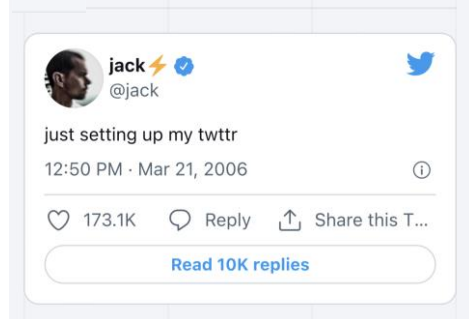 jack⚡
@jack
just setting up my twttr
12:50 PM · Mar 21, 2006
173.1K Reply Share this T...
Read 10K replies